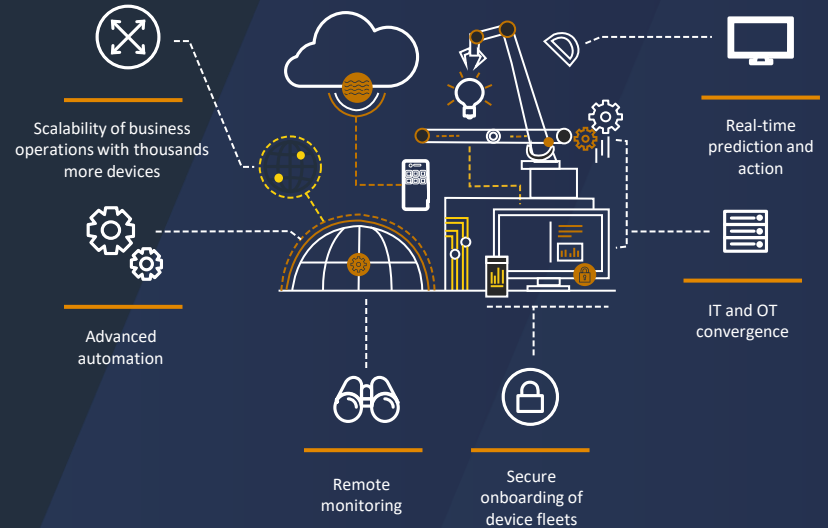 Scalability of business
operations with thousands
more devices
Real-time
prediction and
action
Advanced
automation
IT and OT
convergence
Remote
monitoring
Secure
onboarding of
device fleets